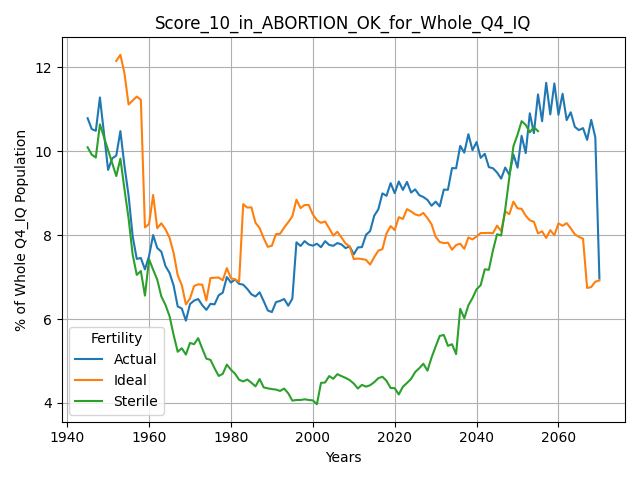 Score_10_in_ABORTION_OK_for_Whole_Q4_IQ
% of Whole Q4_IQ Population
12
10
8
6
4
Fertility
Actual
Ideal
Sterile
1940 1960 1980 2000 2020 2040 2060
Years